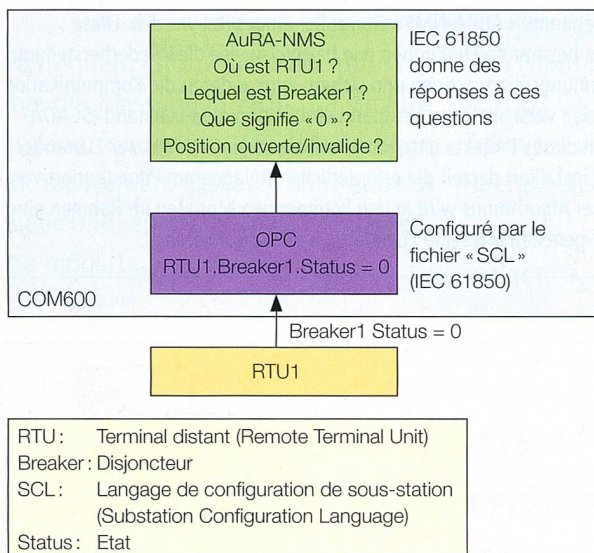 AuRA-NMS
Où est RTU1 ?
Lequel est Breaker1 ?
Que signifie « 0 » ?
Position ouverte/invalide ?
IEC 61850
donne des
réponses à ces
questions
OPC
RTU1.Breaker1.Status = 0
Configuré par le
fichier « SCL »
(IEC 61850)
COM600
Breaker1 Status = 0
RTU1
RTU : Terminal distant (Remote Terminal Unit)
Breaker : Disjoncteur
SCL : Langage de configuration de sous-station
(Substation Configuration Language)
Status : Etat